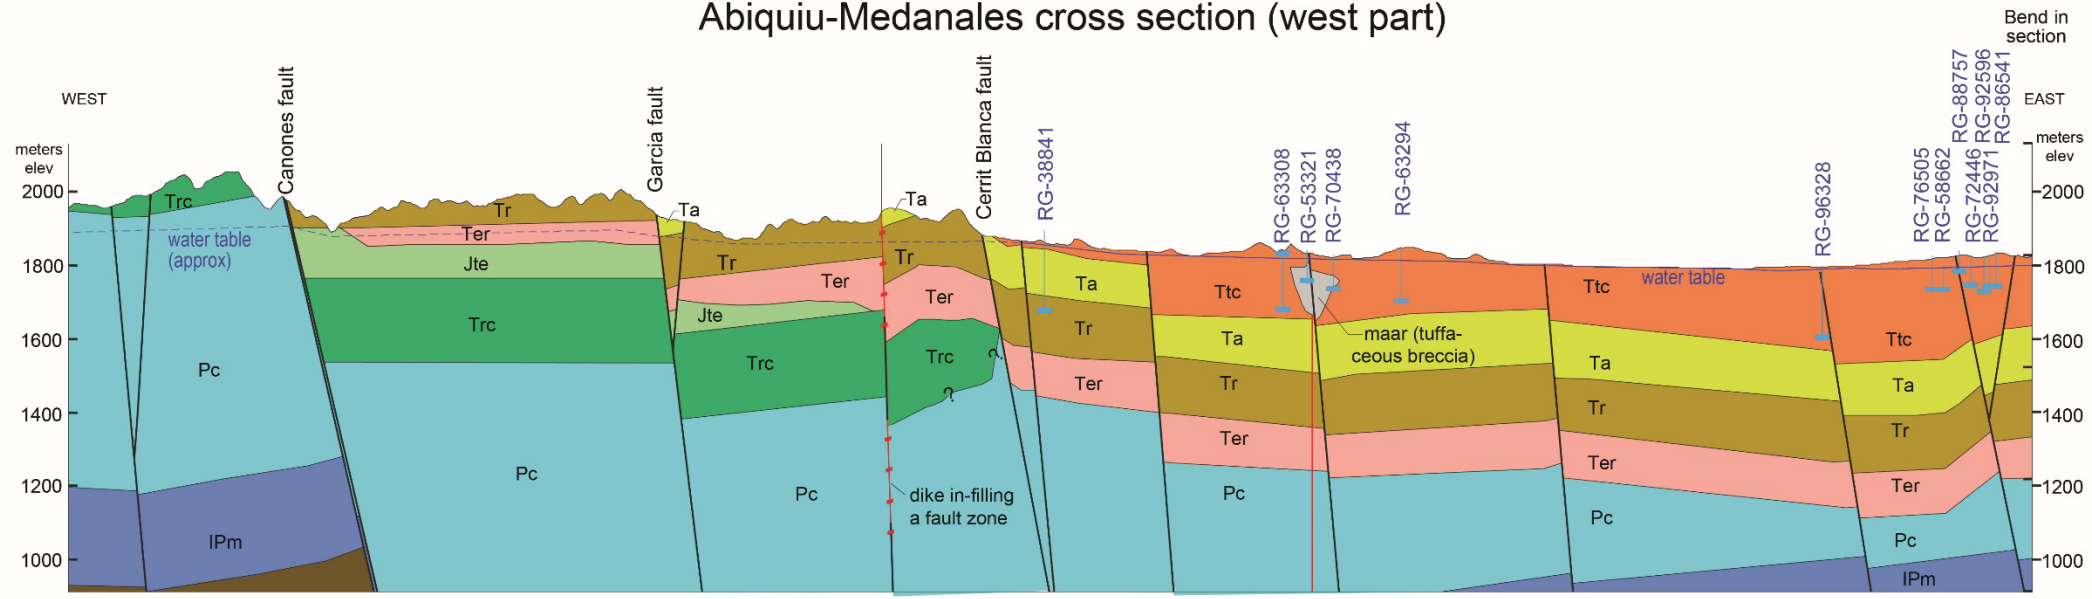 Abiquiu-Medanales cross section (west part)
Bend in
section
WEST
EAST
Canones fault
Garcia fault
Cerrit Blanca fault
RG-38841
RG-63308
RG-53321
RG-70438
RG-63294
RG-96328
RG-76505
RG-58662
RG-88757
RG-72446
RG-92596
RG-92971
RG-86541
meters
elev
2000
1800
1600
1400
1200
1000
meters
elev
2000
1800
1600
1400
1200
1000
Trc
water table
(approx)
Pc
IPm
Tr
Ter
Jte
Trc
Pc
Ta
Tr
Ter
Jte
Trc
Pc
Ta
Tr
Ter
Trc
?
?
dike in-filling
a fault zone
Ta
Tr
Ter
Ttc
Ta
Tr
Ter
Pc
maar (tuffa-
ceous breccia)
Ttc
water table
Ta
Tr
Ter
Pc
Ttc
Ta
Tr
Ter
Pc
IPm